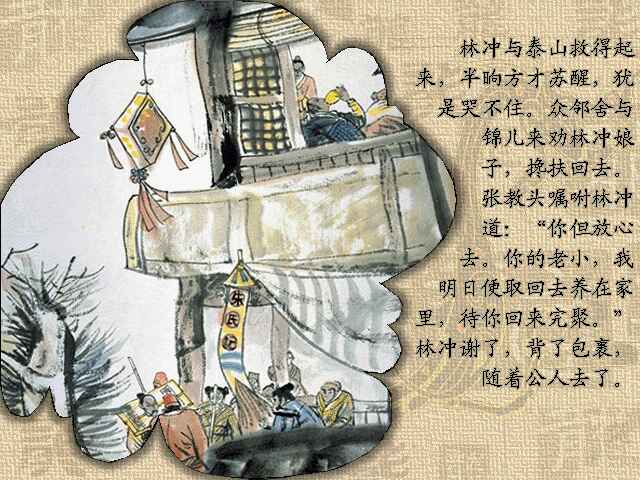 林冲与泰山救得起
来，半晌方才苏醒，犹
是哭不住。众邻舍与
锦儿来劝林冲娘
子，搀扶回去。
张教头嘱咐林冲
道：“你但放心
去。你的老小，我
明日便取回去养在家
里，待你回来完聚。”
林冲谢了，背了包裹，
随着公人去了。
朱氏记